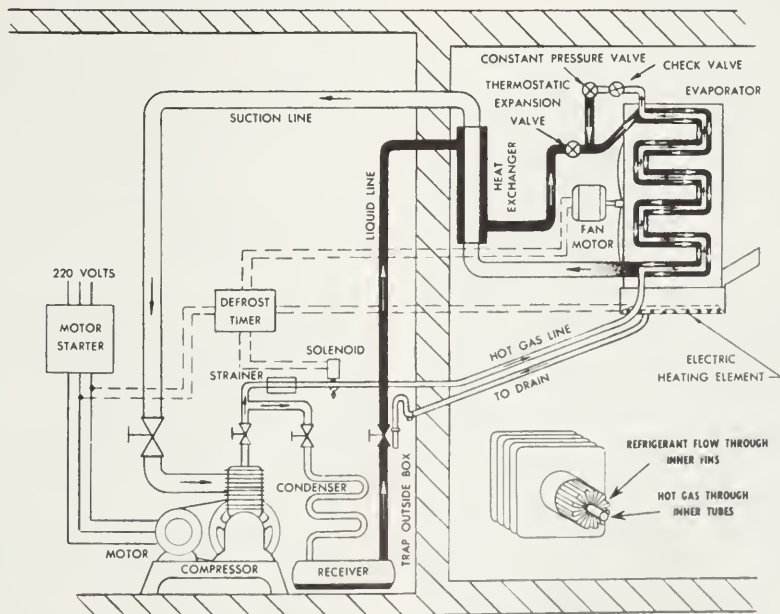 CONSTANT PRESSURE VALVE
CHECK VALVE
THERMOSTATIC
EXPANSION
VALVE
EVAPORATOR
SUCTION LINE
HEAT
EXCHANGER
LIQUID LINE
FAN
MOTOR
220 VOLTS
MOTOR
STARTER
DEFROST
TIMER
SOLENOID
STRAINER
HOT GAS LINE
TO DRAIN
ELECTRIC
HEATING ELEMENT
REFRIGERANT FLOW THROUGH
INNER FINS
HOT GAS THROUGH
INNER TUBES
CONDENSER
TRAP OUTSIDE BOX
MOTOR
COMPRESSOR
RECEIVER